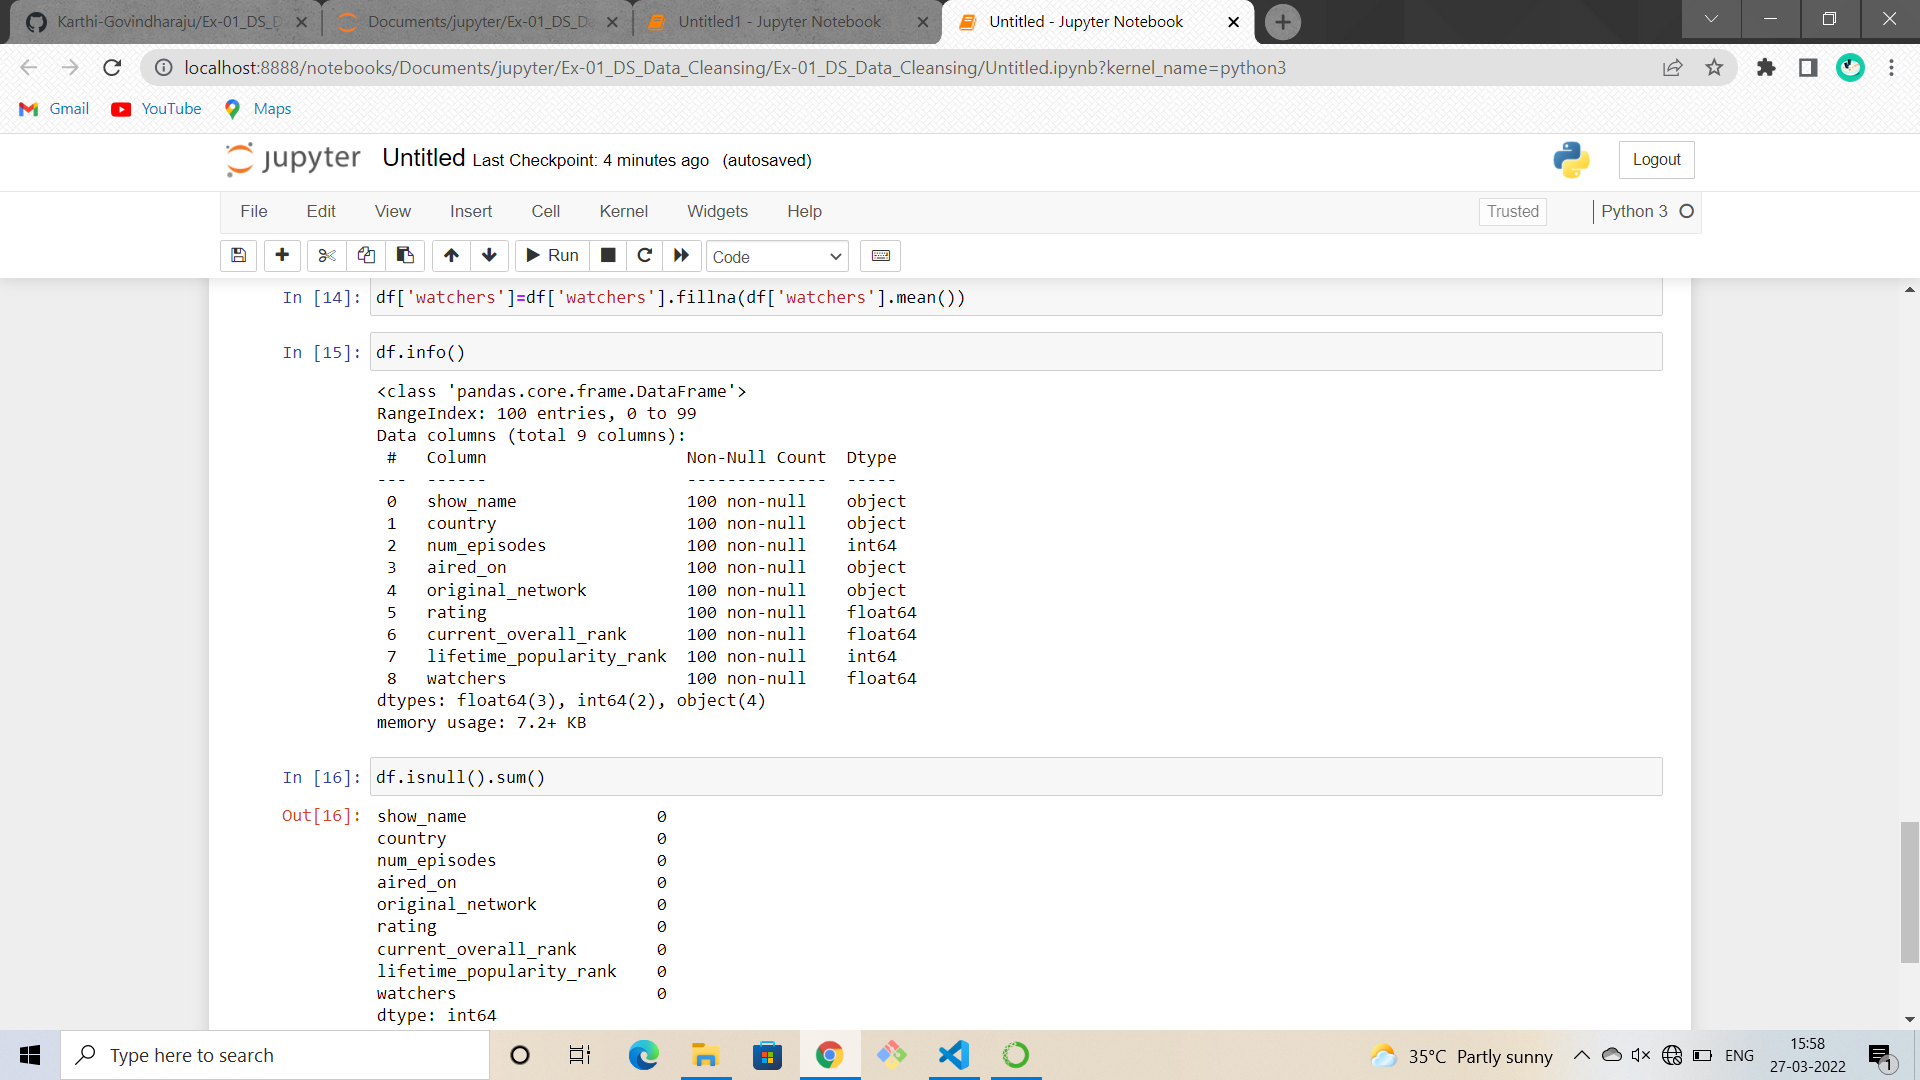 Karthi-Govindharaju/Ex-01_DS_D
Documents/jupyter/Ex-01_DS_Da
Untitled1 - Jupyter Notebook
Untitled - Jupyter Notebook
localhost:8888/notebooks/Documents/jupyter/Ex-01_DS_Data_Cleansing/Ex-01_DS_Data_Cleansing/Untitled.ipynb?kernel_name=python3
Gmail YouTube Maps
jupyter Untitled Last Checkpoint: 4 minutes ago (autosaved)
Logout
File Edit View Insert Cell Kernel Widgets Help
Trusted
Python 3
Run
Code
In [14]: df['watchers']=df['watchers'].fillna(df['watchers'].mean())
In [15]: df.info()
<class 'pandas.core.frame.DataFrame'>
RangeIndex: 100 entries, 0 to 99
Data columns (total 9 columns):
# Column Non-Null Count Dtype
--- ------ -------------- -----
0 show_name 100 non-null object
1 country 100 non-null object
2 num_episodes 100 non-null int64
3 aired_on 100 non-null object
4 original_network 100 non-null object
5 rating 100 non-null float64
6 current_overall_rank 100 non-null float64
7 lifetime_popularity_rank 100 non-null int64
8 watchers 100 non-null float64
dtypes: float64(3), int64(2), object(4)
memory usage: 7.2+ KB
In [16]: df.isnull().sum()
Out[16]: show_name 0
country 0
num_episodes 0
aired_on 0
original_network 0
rating 0
current_overall_rank 0
lifetime_popularity_rank 0
watchers 0
dtype: int64
Type here to search
35°C Partly sunny
ENG
15:58
27-03-2022
1